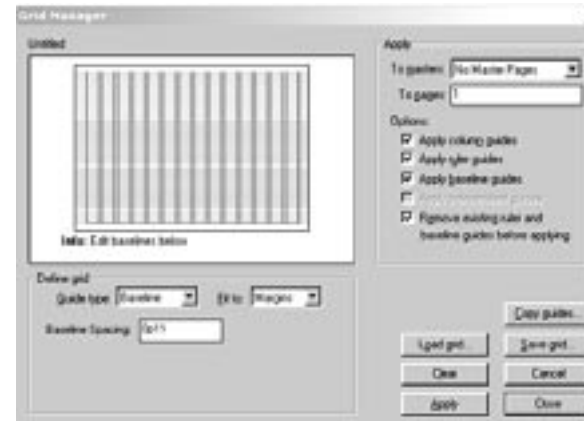 Grid Manager
Untitled
Info: Edit baselines below
Define grid
Guide type: Baseline
Fit to: Margins
Baseline Spacing: 0p11
Apply
To masters: No Master Pages
To pages: 1
Options:
Apply column guides
Apply ruler guides
Apply baseline guides
Remove existing ruler and
baseline guides before applying
Copy guides...
Load grid...
Save grid...
Clear
Cancel
Apply
Close